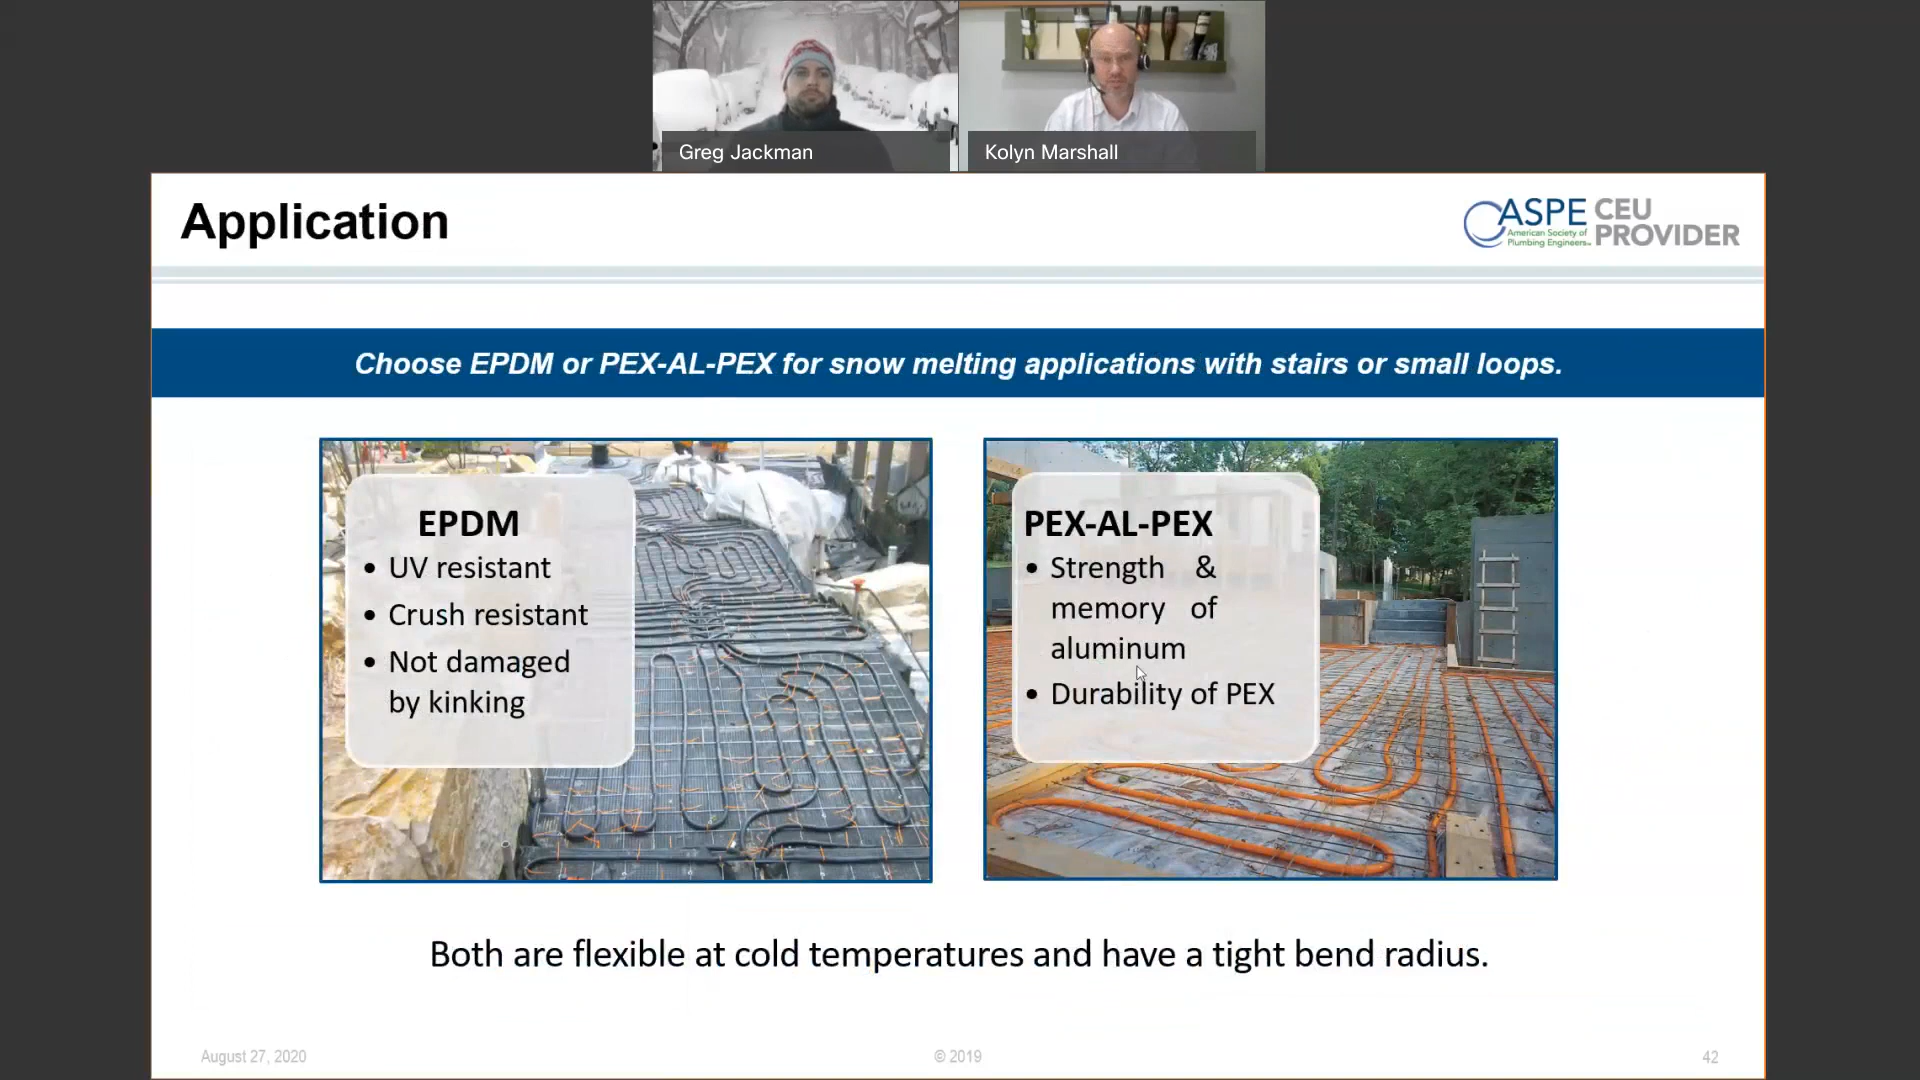 Greg Jackman
Kolyn Marshall
Application
ASPE
American Society of
Plumbing Engineers
CEU
PROVIDER
Choose EPDM or PEX-AL-PEX for snow melting applications with stairs or small loops.
EPDM
• UV resistant
• Crush resistant
• Not damaged
by kinking
PEX-AL-PEX
• Strength & 
memory of
aluminum
• Durability of PEX
Both are flexible at cold temperatures and have a tight bend radius.
August 27, 2020
© 2019
42